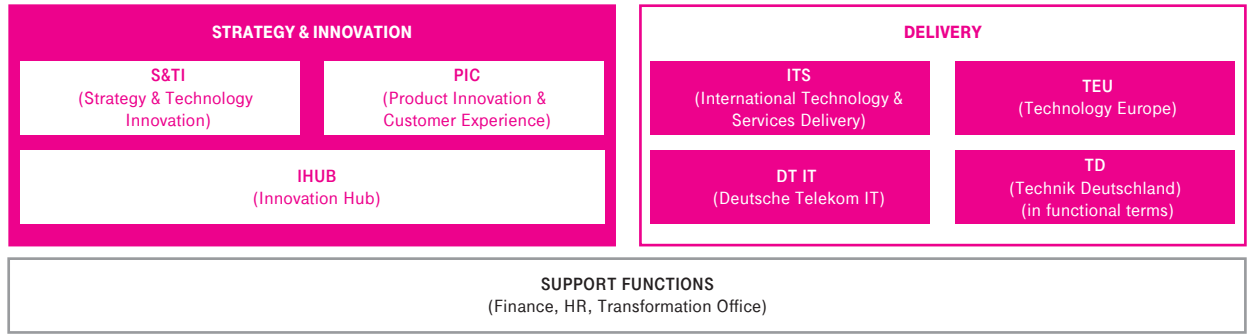 STRATEGY & INNOVATION
S&TI
(Strategy & Technology
Innovation)
PIC
(Product Innovation &
Customer Experience)
IHUB
(Innovation Hub)
DELIVERY
ITS
(International Technology &
Services Delivery)
TEU
(Technology Europe)
DT IT
(Deutsche Telekom IT)
TD
(Technik Deutschland)
(in functional terms)
SUPPORT FUNCTIONS
(Finance, HR, Transformation Office)